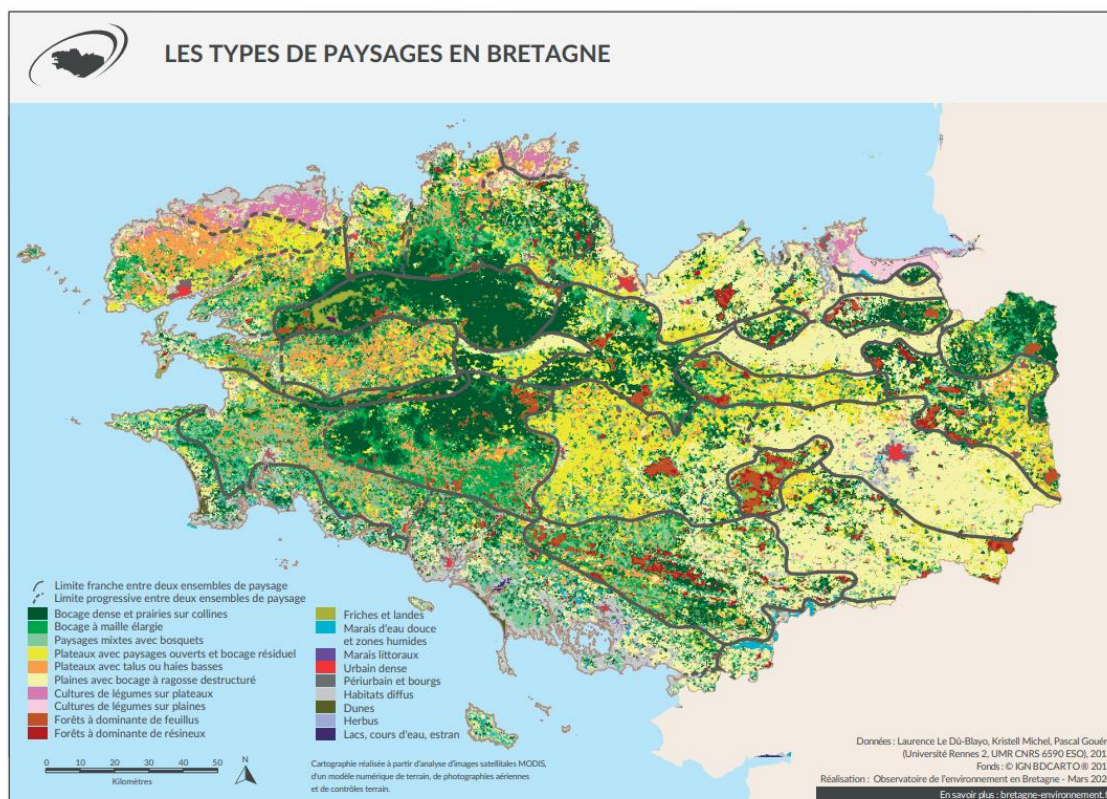 LES TYPES DE PAYSAGES EN BRETAGNE
Limite franche entre deux ensembles de paysage
Limite progressive entre deux ensembles de paysage
Bocage dense et prairies sur collines
Bocage à maille élargie
Paysages mixtes avec bosquets
Plateaux avec paysages ouverts et bocage résiduel
Plateaux avec talus ou haies basses
Plaines avec bocage à ragosse destructuré
Cultures de légumes sur plateaux
Cultures de légumes sur plaines
Forêts à dominante de feuillus
Forêts à dominante de résineux
Friches et landes
Marais d'eau douce
et zones humides
Marais littoraux
Urbain dense
Périurbain et bourgs
Habitats diffus
Dunes
Herbus
Lacs, cours d'eau, estran
0 10 20 30 40 50
Kilomètres
N
Cartographie réalisée à partir d'analyse d'images satellitales MODIS,
d'un modèle numérique de terrain, de photographies aériennes
et de contrôles terrain.
Données : Laurence Le Dû-Blayo, Kristell Michel, Pascal Gouér
(Université Rennes 2, UMR CNRS 6590 ESO), 201
Fonds : © IGN BDCARTO® 201
Réalisation : Observatoire de l'environnement en Bretagne - Mars 202
En savoir plus : bretagne-environnement.f